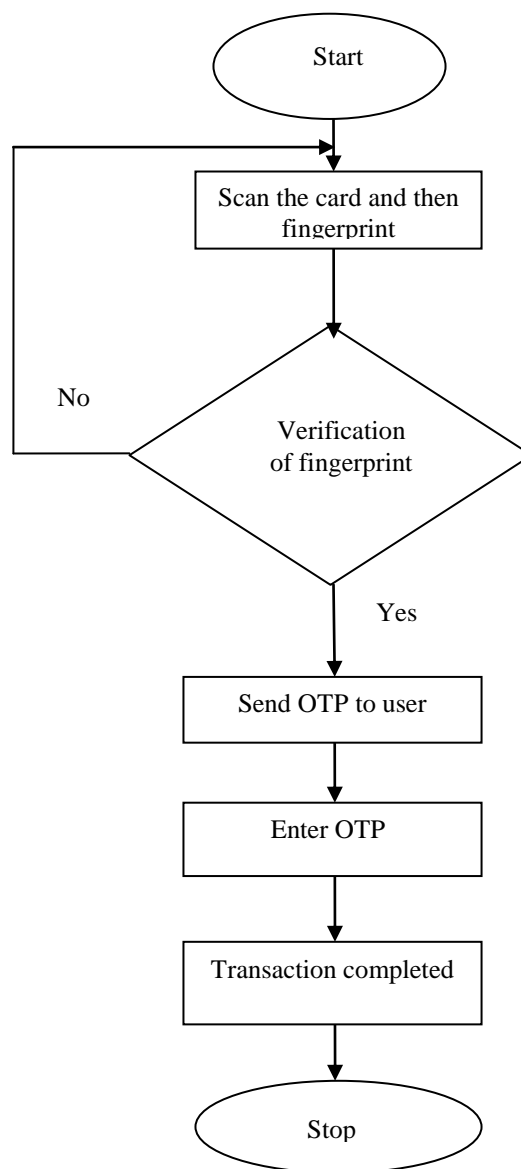 Start
Scan the card and then
fingerprint
No
Verification
of fingerprint
Yes
Send OTP to user
Enter OTP
Transaction completed
Stop